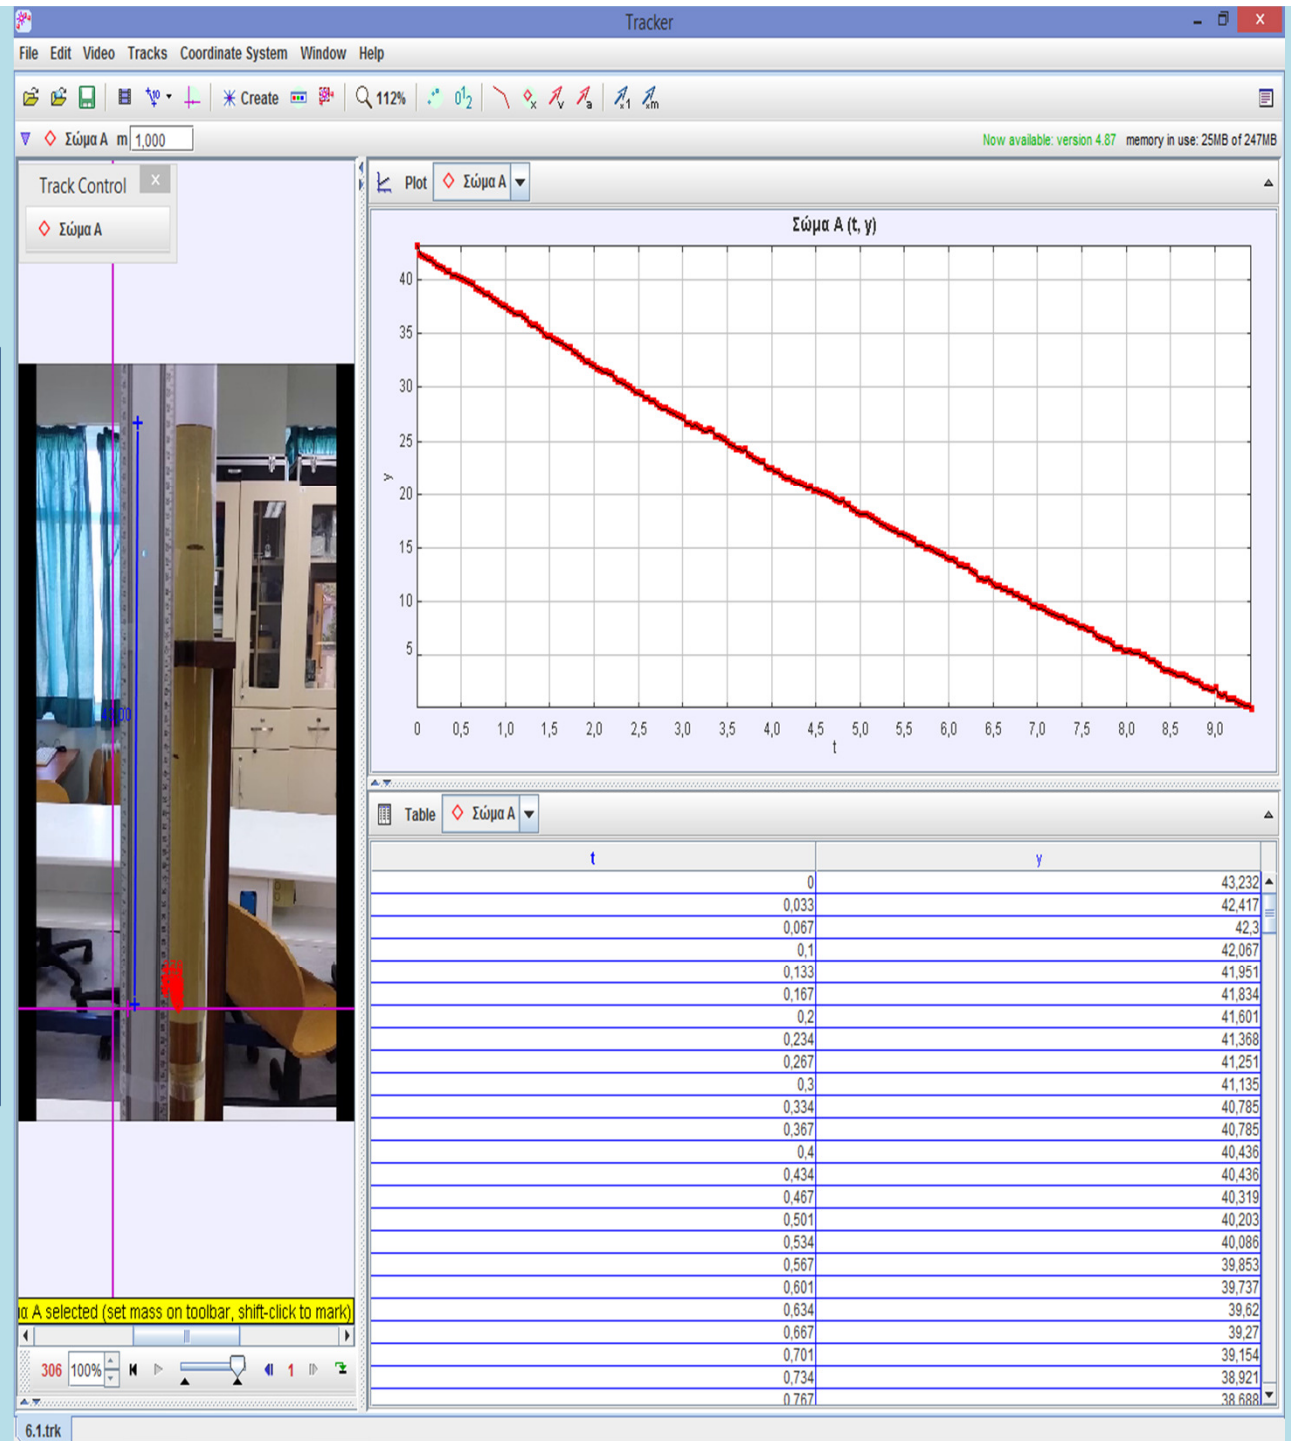 Tracker
File Edit Video Tracks Coordinate System Window Help
Create 112%
Σώμα A m 1,000
Now available: version 4.87 memory in use: 25MB of 247MB
Track Control x
Σώμα A
Plot Σώμα A
Σώμα A (t, y)
40
35
30
25
20
15
10
5
y
0 0,5 1,0 1,5 2,0 2,5 3,0 3,5 4,0 4,5 5,0 5,5 6,0 6,5 7,0 7,5 8,0 8,5 9,0
t
Table Σώμα A
t y
0 43,232
0,033 42,417
0,067 42,3
0,1 42,067
0,133 41,951
0,167 41,834
0,2 41,601
0,234 41,368
0,267 41,251
0,3 41,135
0,334 40,785
0,367 40,785
0,4 40,436
0,434 40,436
0,467 40,319
0,501 40,203
0,534 40,086
0,567 39,853
0,601 39,737
0,634 39,62
0,667 39,27
0,701 39,154
0,734 38,921
0,767 38,688
α A selected (set mass on toolbar, shift-click to mark)
306 100% 1
6.1.trk